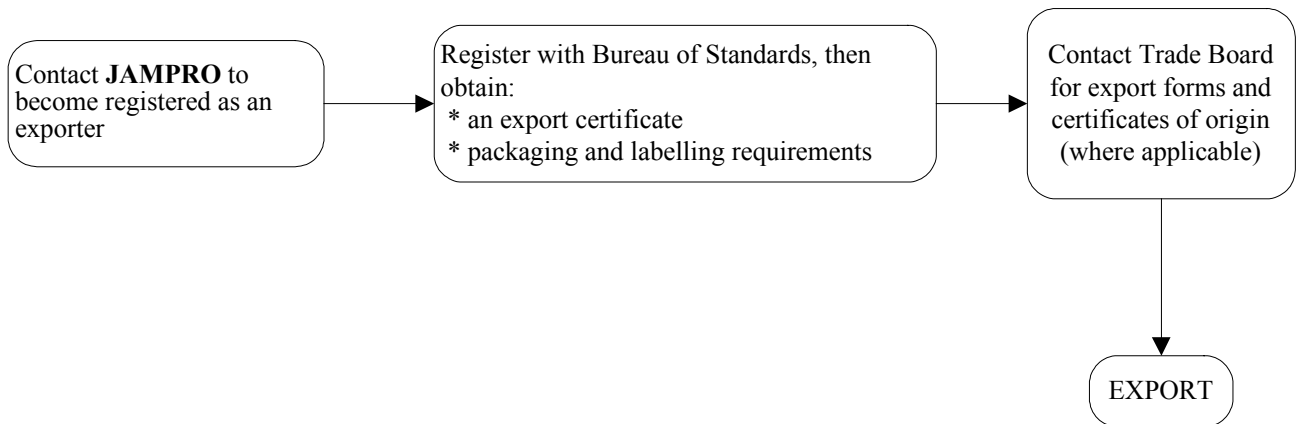 Contact JAMPRO to
become registered as an
exporter
Register with Bureau of Standards, then
obtain:
* an export certificate
* packaging and labelling requirements
Contact Trade Board
for export forms and
certificates of origin
(where applicable)
EXPORT